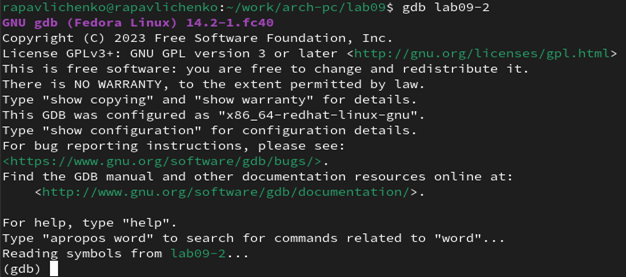 rapavlichenko@rapavlichenko:~/work/arch-pc/lab09$ gdb lab09-2
GNU gdb (Fedora Linux) 14.2-1.fc40
Copyright (C) 2023 Free Software Foundation, Inc.
License GPLv3+: GNU GPL version 3 or later <http://gnu.org/licenses/gpl.html>
This is free software: you are free to change and redistribute it.
There is NO WARRANTY, to the extent permitted by law.
Type "show copying" and "show warranty" for details.
This GDB was configured as "x86_64-redhat-linux-gnu".
Type "show configuration" for configuration details.
For bug reporting instructions, please see:
<https://www.gnu.org/software/gdb/bugs/>.
Find the GDB manual and other documentation resources online at:
    <http://www.gnu.org/software/gdb/documentation/>.

For help, type "help".
Type "apropos word" to search for commands related to "word"...
Reading symbols from lab09-2...
(gdb)